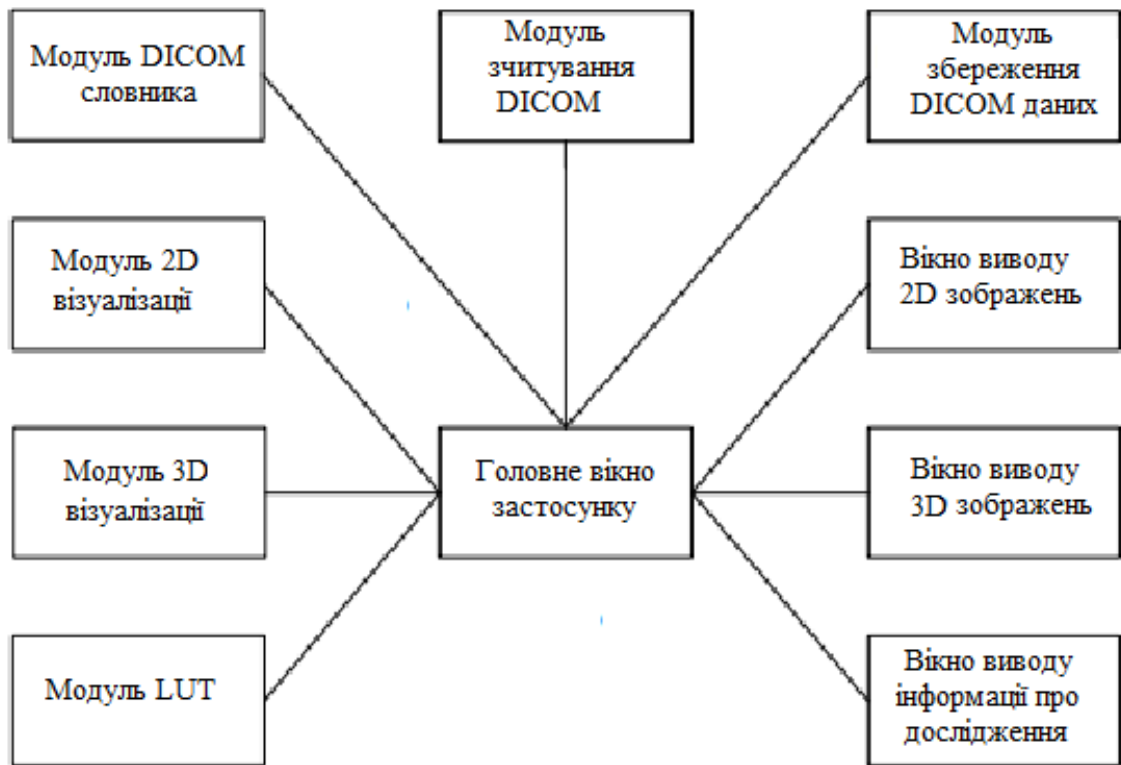 Модуль DICOM
словника
Модуль
зчитування
DICOM
Модуль
збереження
DICOM даних
Модуль 2D
візуалізації
Вікно виводу
2D зображень
Модуль 3D
візуалізації
Головне вікно
застосунку
Вікно виводу
3D зображень
Модуль LUT
Вікно виводу
інформації про
дослідження